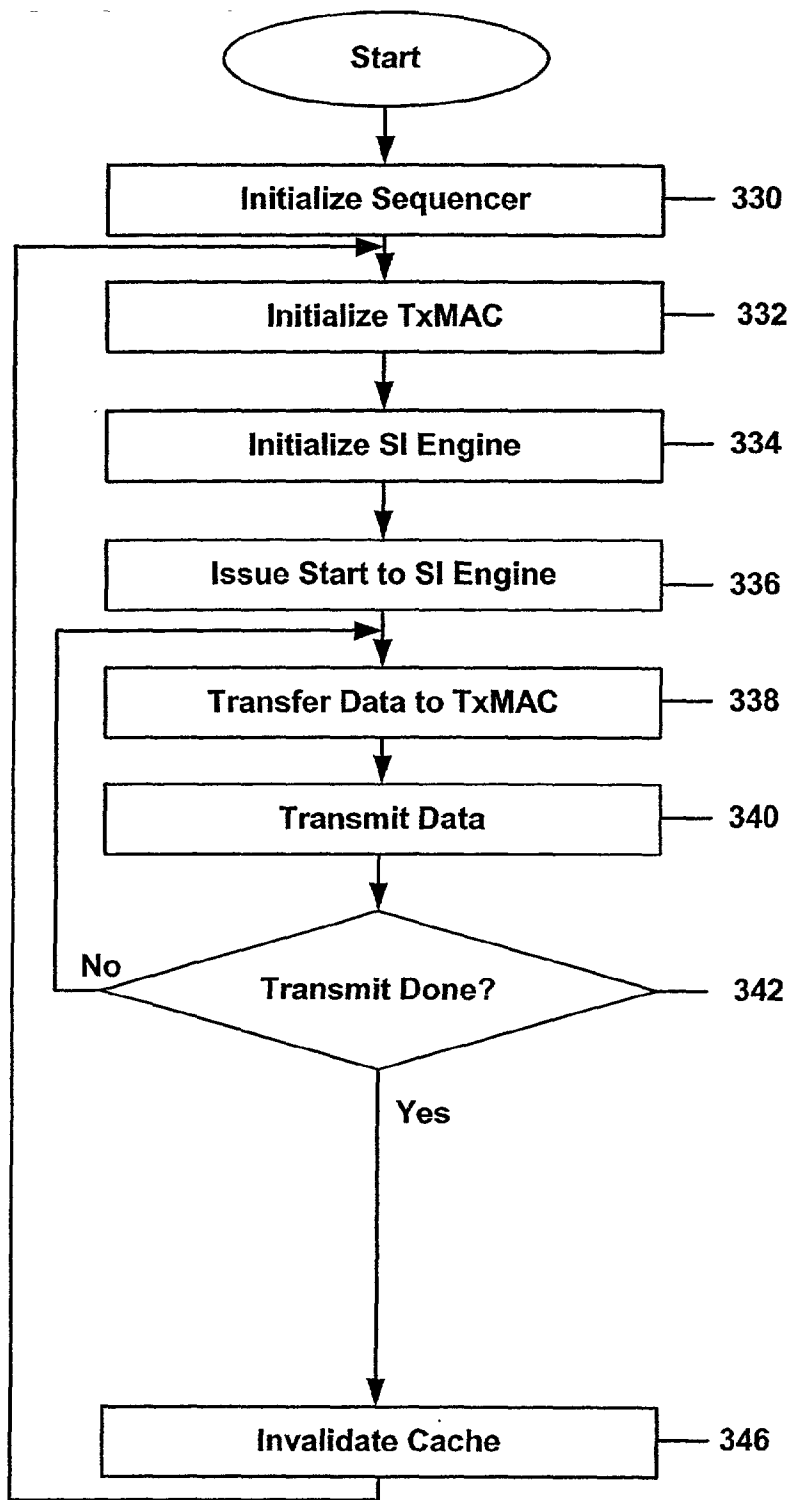 Start
Initialize Sequencer
330
Initialize TxMAC
332
Initialize SI Engine
334
Issue Start to SI Engine
336
Transfer Data to TxMAC
338
Transmit Data
340
No
Transmit Done?
342
Yes
Invalidate Cache
346